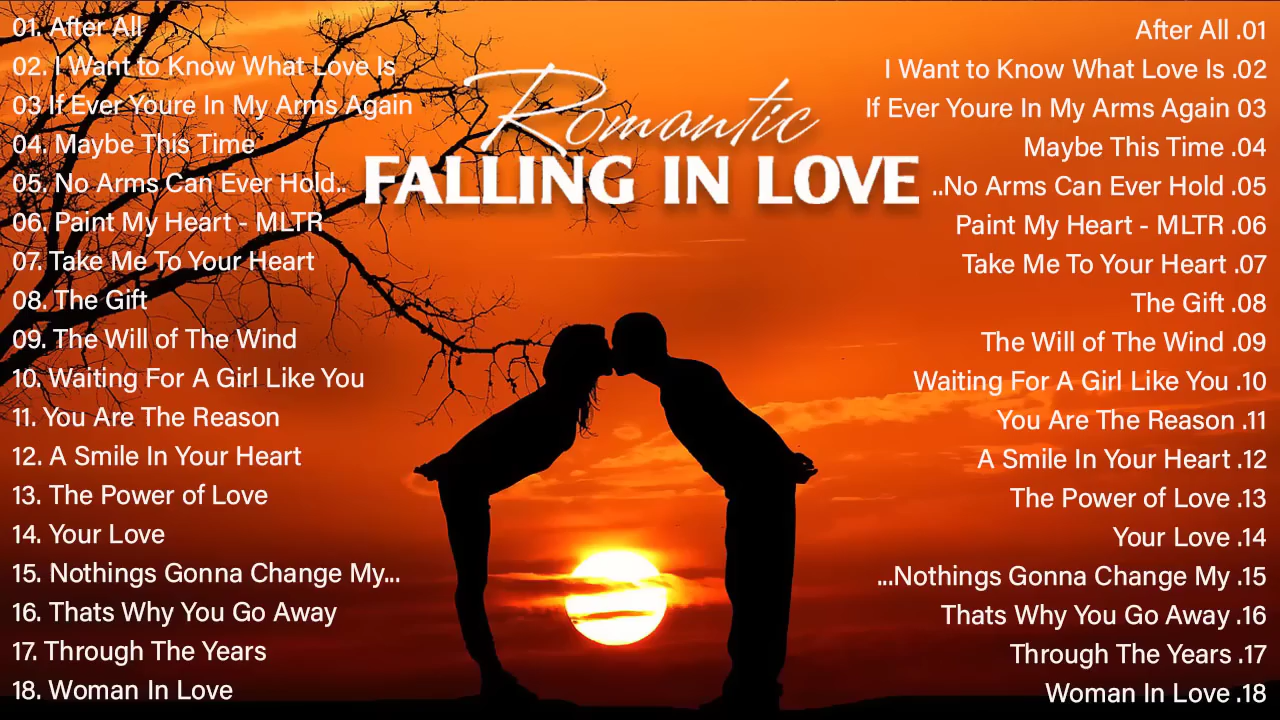 01. After All
02. I Want to Know What Love Is
03 If Ever Youre In My Arms Again
04. Maybe This Time
05. No Arms Can Ever Hold..
06. Paint My Heart - MLTR
07. Take Me To Your Heart
08. The Gift
09. The Will of The Wind
10. Waiting For A Girl Like You
11. You Are The Reason
12. A Smile In Your Heart
13. The Power of Love
14. Your Love
15. Nothings Gonna Change My...
16. Thats Why You Go Away
17. Through The Years
18. Woman In Love
Romantic
FALLING IN LOVE
After All .01
I Want to Know What Love Is .02
If Ever Youre In My Arms Again 03
Maybe This Time .04
..No Arms Can Ever Hold .05
Paint My Heart - MLTR .06
Take Me To Your Heart .07
The Gift .08
The Will of The Wind .09
Waiting For A Girl Like You .10
You Are The Reason .11
A Smile In Your Heart .12
The Power of Love .13
Your Love .14
...Nothings Gonna Change My .15
Thats Why You Go Away .16
Through The Years .17
Woman In Love .18